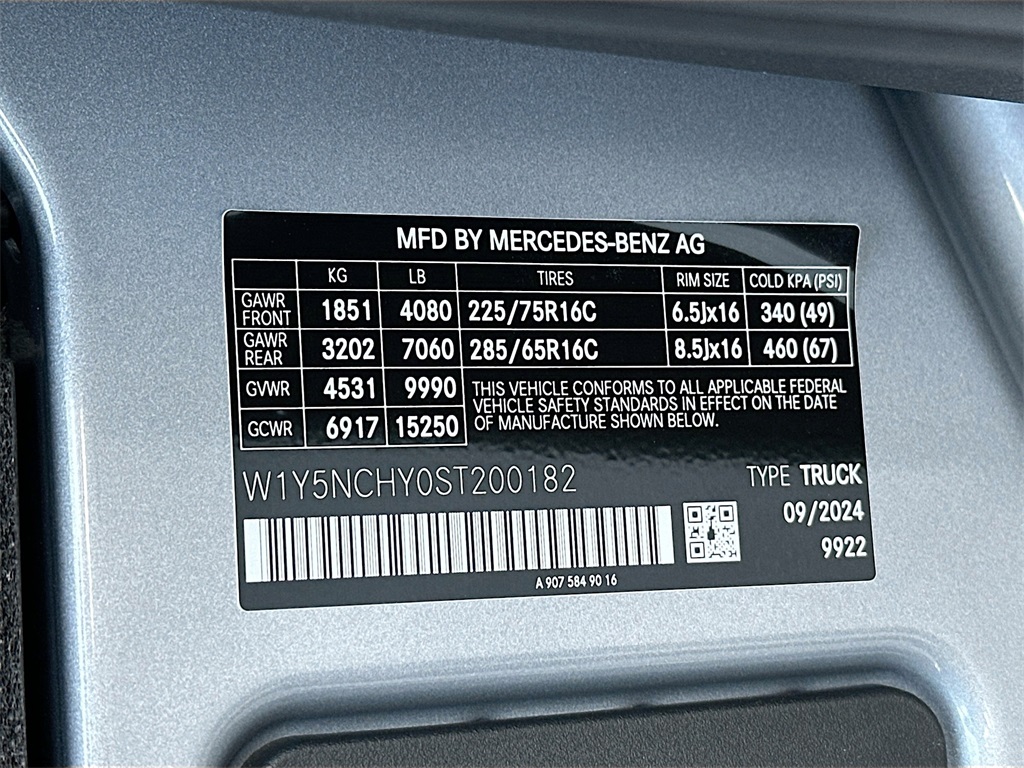 MFD BY MERCEDES-BENZ AG
KG LB TIRES RIM SIZE COLD KPA (PSI)
GAWR FRONT 1851 4080 225/75R16C 6.5Jx16 340 (49)
GAWR REAR 3202 7060 285/65R16C 8.5Jx16 460 (67)
GVWR 4531 9990
GCWR 6917 15250
THIS VEHICLE CONFORMS TO ALL APPLICABLE FEDERAL
VEHICLE SAFETY STANDARDS IN EFFECT ON THE DATE
OF MANUFACTURE SHOWN BELOW.
W1Y5NCHY0ST200182
TYPE TRUCK
09/2024
9922
A 907 584 90 16